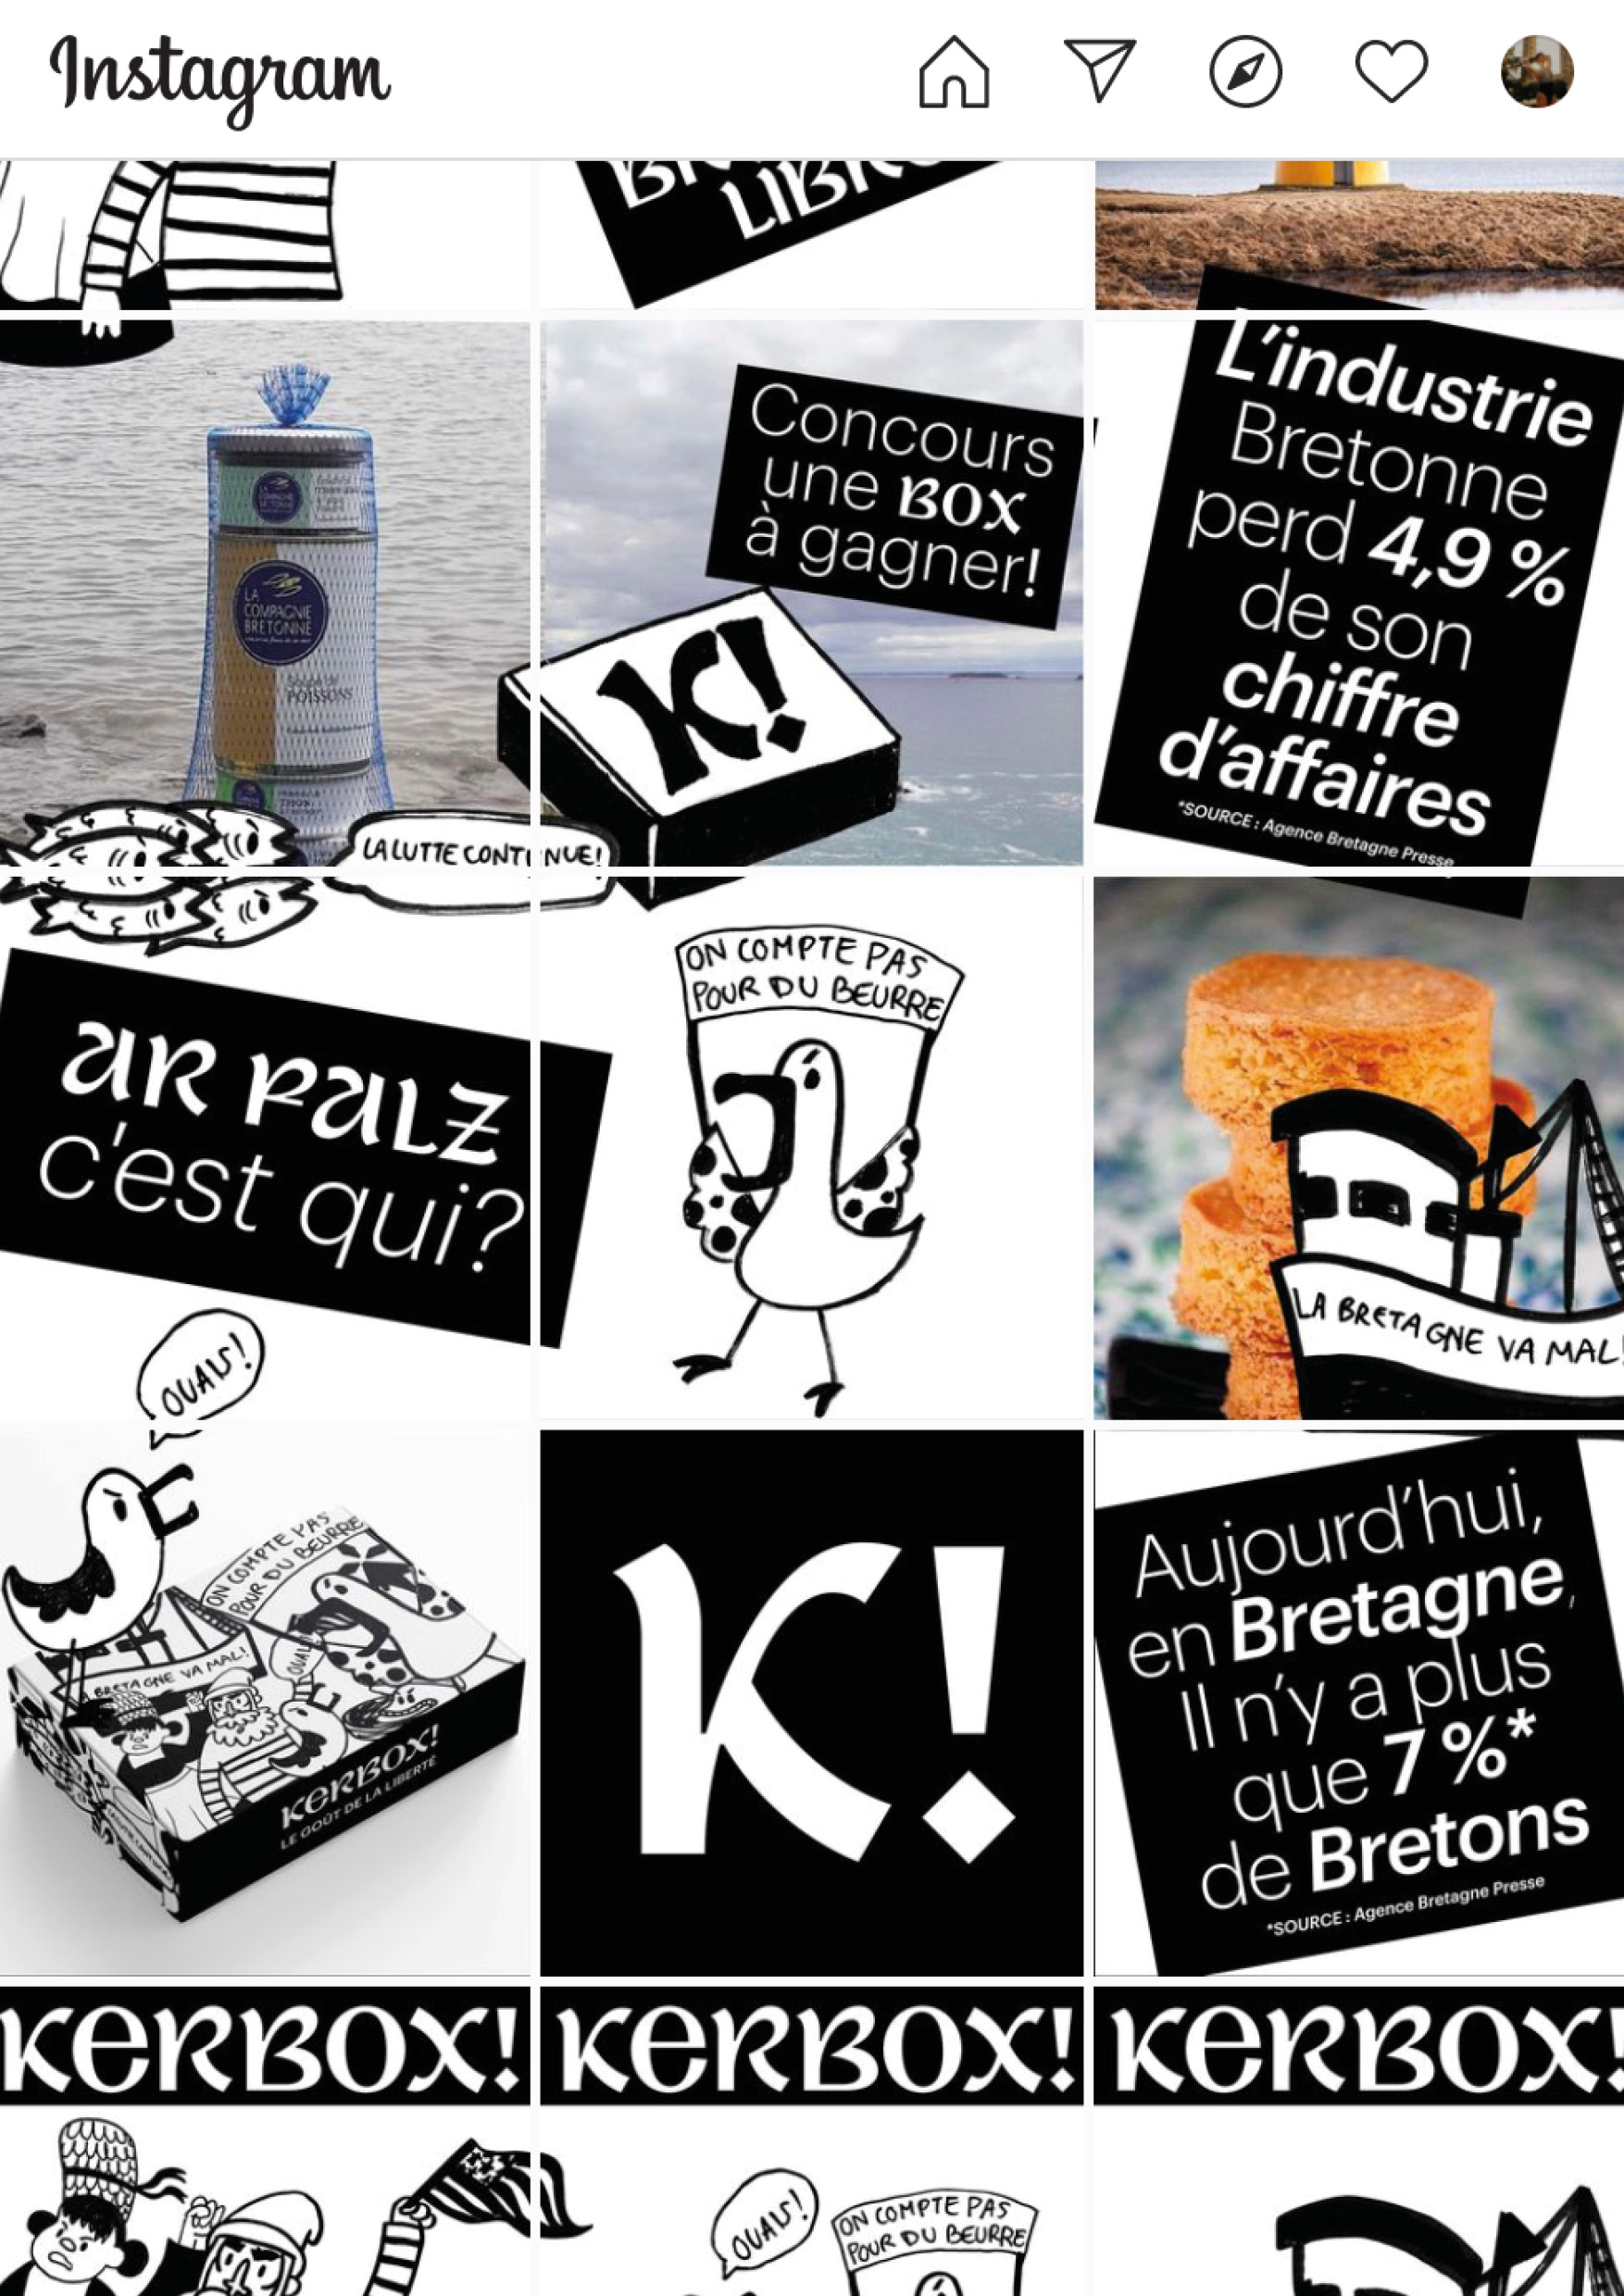 Instagram
LIBR
LA
COMPAGNIE
BRETONNE
POISSONS
THON
Concours
une BOX
à gagner!
K!
L'industrie
Bretonne
perd 4,9 %
de son
chiffre
d'affaires
*SOURCE : Agence Bretagne Presse
LA LUTTE CONTINUE!
AR FALZ
c'est qui?
OUAIS!
ON COMPTE PAS
POUR DU BEURRE
LA BRETAGNE VA MAL!
ON COMPTE PAS
POUR DU BEURRE
BRETAGNE VA MAL!
OUAIS!
KERBOX!
LE GOÛT DE LA LIBERTÉ
K!
Aujourd'hui,
en Bretagne,
Il n'y a plus
que 7 %*
de Bretons
*SOURCE : Agence Bretagne Presse
KERBOX!
KERBOX!
KERBOX!
OUAIS!
ON COMPTE PAS
POUR DU BEURRE